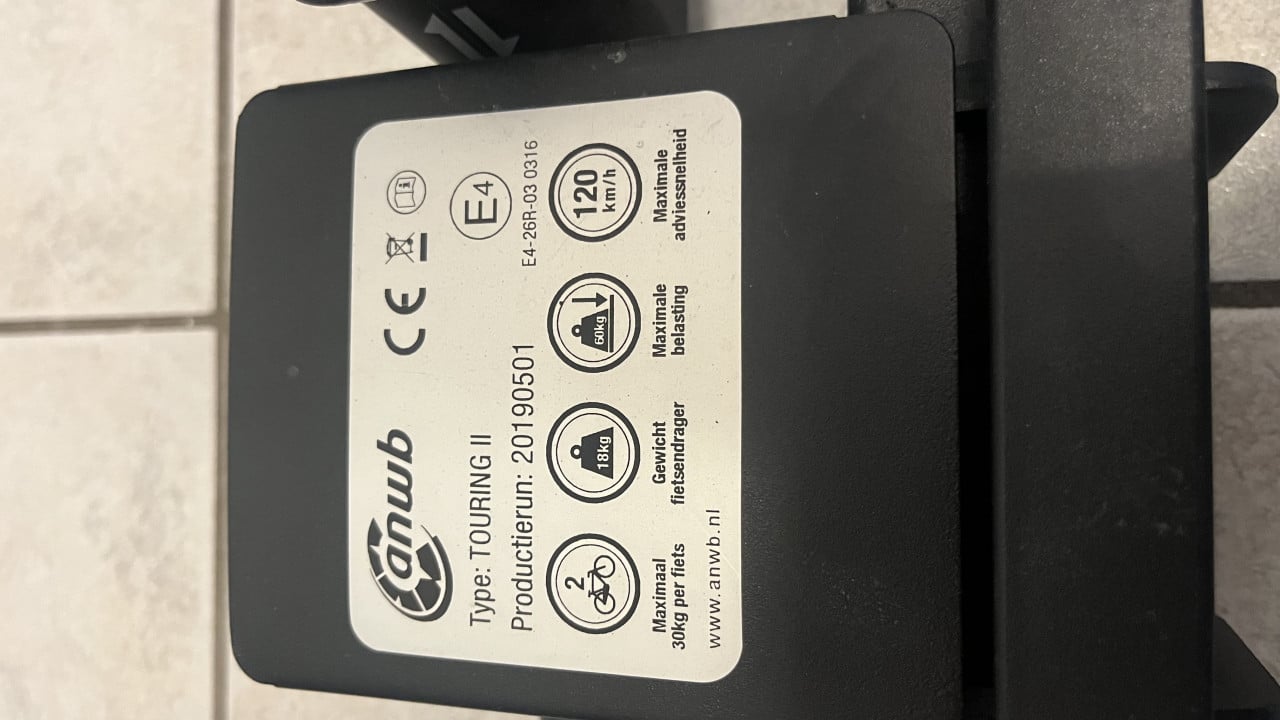 anwb
CE
Type: TOURING II
E4
Productierun: 20190501
E4-26R-03 0316
2
18kg
60kg
120
km/h
Maximaal
30kg per fiets
Gewicht
fietsendrager
Maximale
belasting
Maximale
adviessnelheid
www.anwb.nl